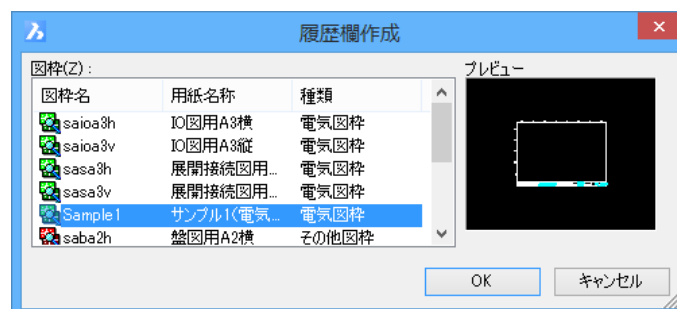 履歴欄作成
図枠(Z) :
プレビュー
図枠名 用紙名称 種類
saioa3h IO図用A3横 電気図枠
saioa3v IO図用A3縦 電気図枠
sasa3h 展開接続図用... 電気図枠
sasa3v 展開接続図用... 電気図枠
Sample1 サンプル1(電気... 電気図枠
saba2h 盤図用A2横 その他図枠
OK キャンセル